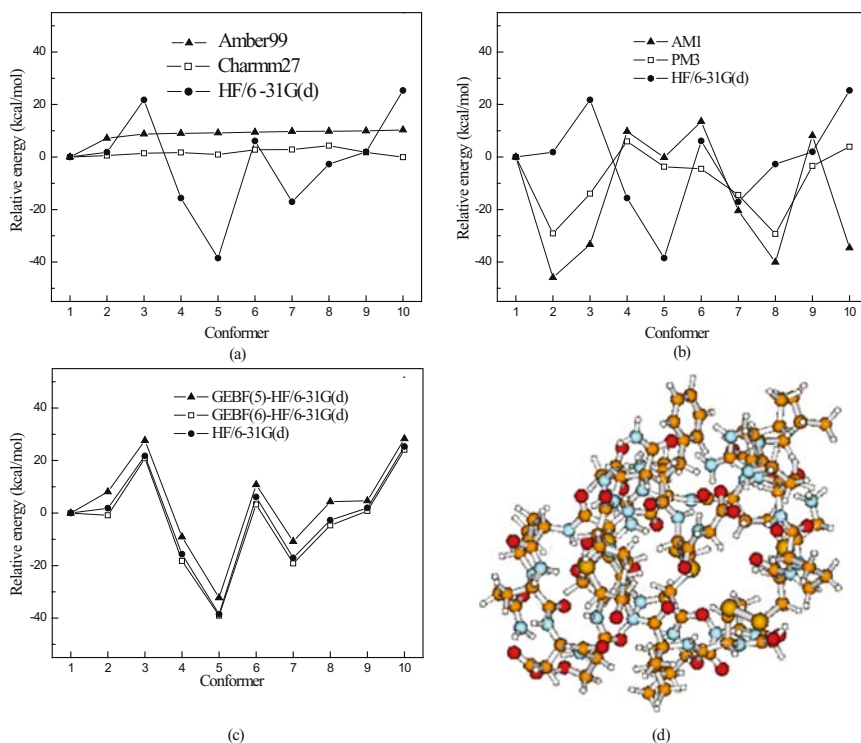 Amber99
Charmm27
HF/6 -31G(d)
Relative energy (kcal/mol)
40
20
0
-20
-40
1 2 3 4 5 6 7 8 9 10
Conformer
(a)
AM1
PM3
HF/6-31G(d)
Relative energy (kcal/mol)
40
20
0
-20
-40
1 2 3 4 5 6 7 8 9 10
Conformer
(b)
GEBF(5)-HF/6-31G(d)
GEBF(6)-HF/6-31G(d)
HF/6-31G(d)
Relative energy (kcal/mol)
40
20
0
-20
-40
1 2 3 4 5 6 7 8 9 10
Conformer
(c)
(d)